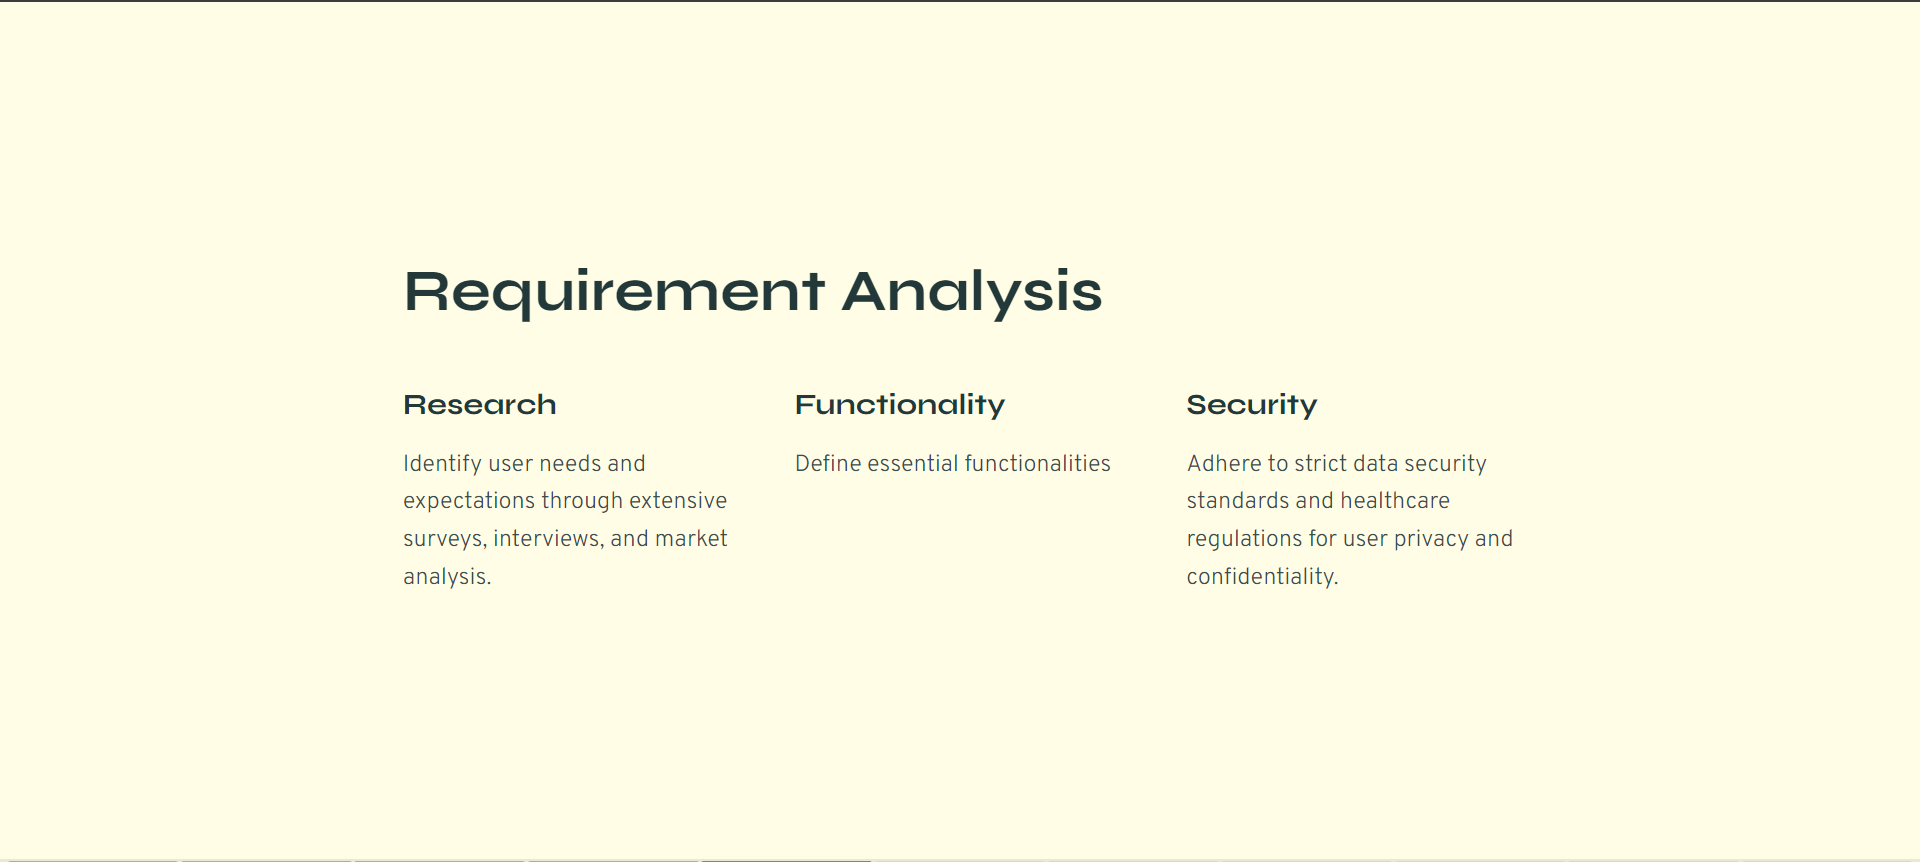 Requirement Analysis
Research
Identify user needs and
expectations through extensive
surveys, interviews, and market
analysis.
Functionality
Define essential functionalities
Security
Adhere to strict data security
standards and healthcare
regulations for user privacy and
confidentiality.